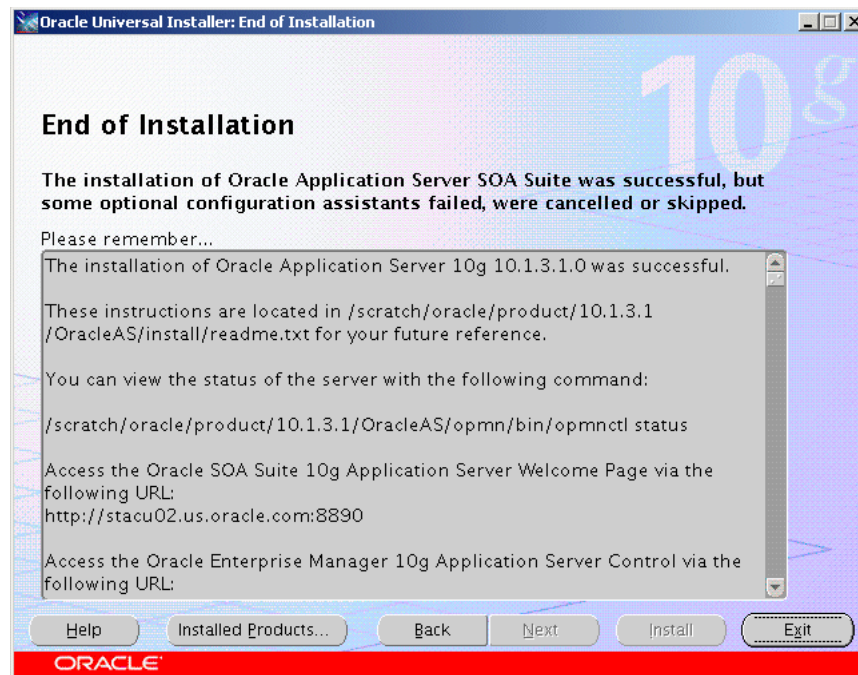 Oracle Universal Installer: End of Installation
10g
End of Installation
The installation of Oracle Application Server SOA Suite was successful, but
some optional configuration assistants failed, were cancelled or skipped.
Please remember...
The installation of Oracle Application Server 10g 10.1.3.1.0 was successful.
These instructions are located in /scratch/oracle/product/10.1.3.1
/OracleAS/install/readme.txt for your future reference.
You can view the status of the server with the following command:
/scratch/oracle/product/10.1.3.1/OracleAS/opmn/bin/opmnctl status
Access the Oracle SOA Suite 10g Application Server Welcome Page via the
following URL:
http://stacu02.us.oracle.com:8890
Access the Oracle Enterprise Manager 10g Application Server Control via the
following URL:
Help Installed Products... Back Next Install Exit
ORACLE